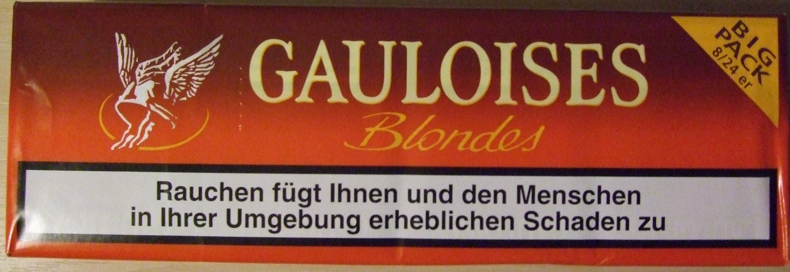 GAULOISES
Blondes
BIG
PACK
8/24 er
Rauchen fügt Ihnen und den Menschen
in Ihrer Umgebung erheblichen Schaden zu